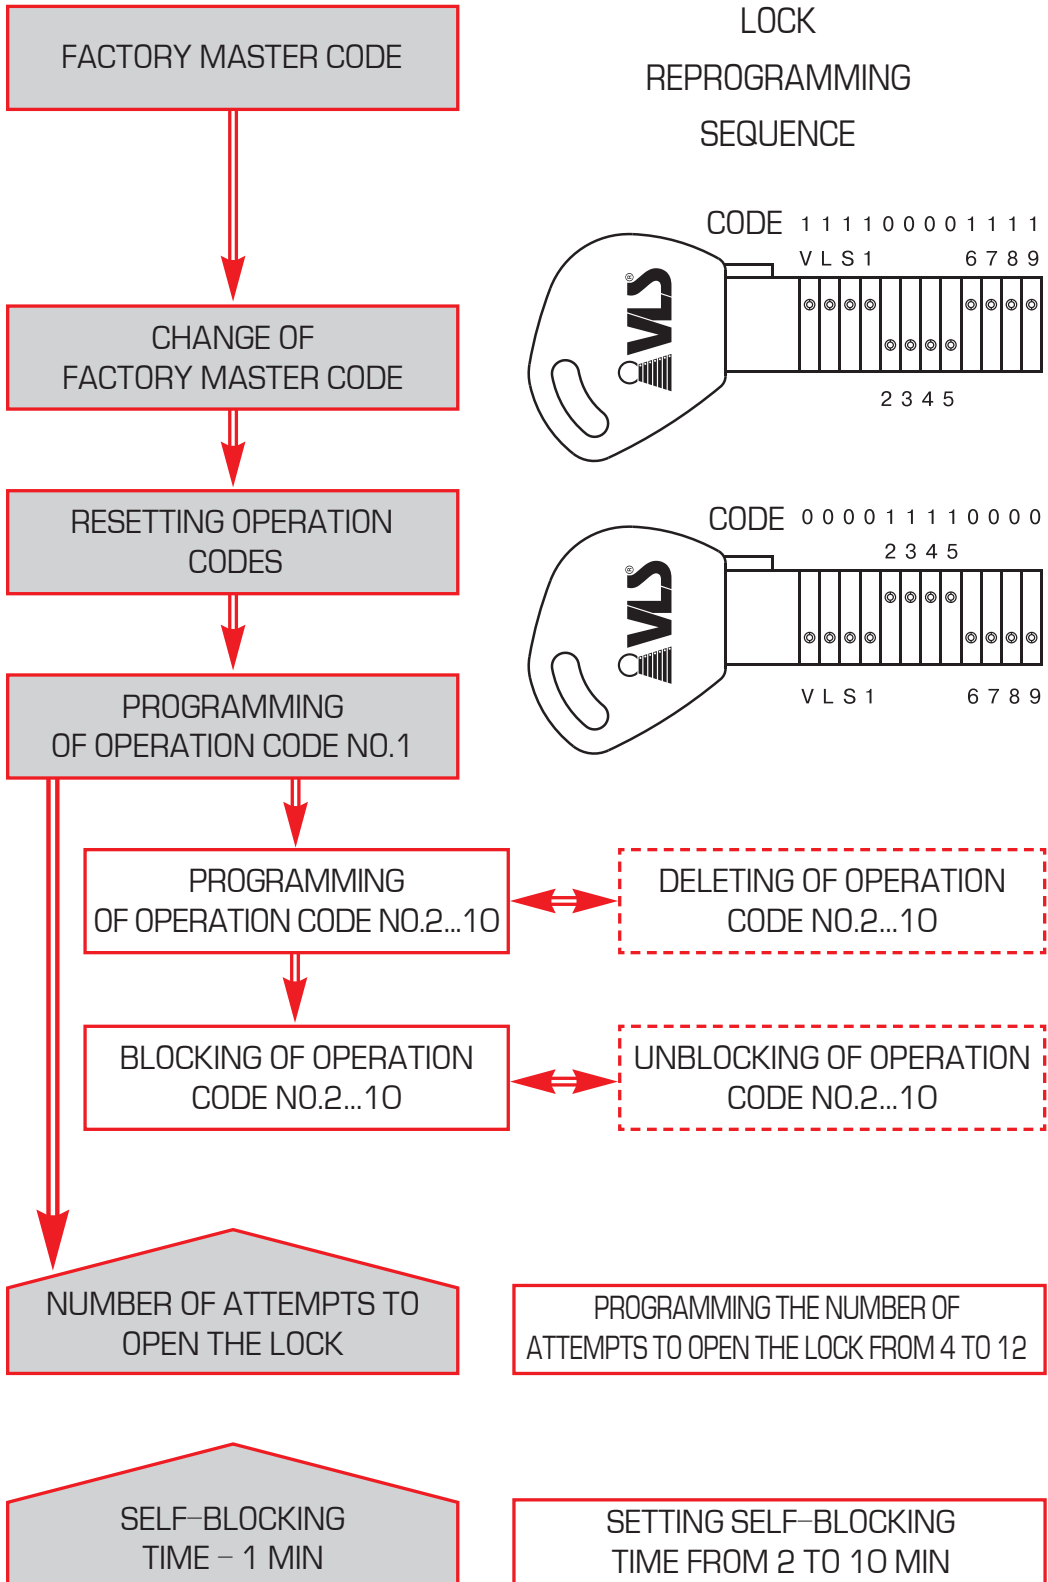 FACTORY MASTER CODE
LOCK
REPROGRAMMING
SEQUENCE
CODE 1 1 1 1 0 0 0 0 1 1 1 1
V L S 1 6 7 8 9
VLS®
2 3 4 5
CHANGE OF
FACTORY MASTER CODE
RESETTING OPERATION
CODES
CODE 0 0 0 0 1 1 1 1 0 0 0 0
2 3 4 5
VLS®
V L S 1 6 7 8 9
PROGRAMMING
OF OPERATION CODE NO.1
PROGRAMMING
OF OPERATION CODE NO.2...10
DELETING OF OPERATION
CODE NO.2...10
BLOCKING OF OPERATION
CODE NO.2...10
UNBLOCKING OF OPERATION
CODE NO.2...10
NUMBER OF ATTEMPTS TO
OPEN THE LOCK
PROGRAMMING THE NUMBER OF
ATTEMPTS TO OPEN THE LOCK FROM 4 TO 12
SELF-BLOCKING
TIME - 1 MIN
SETTING SELF-BLOCKING
TIME FROM 2 TO 10 MIN